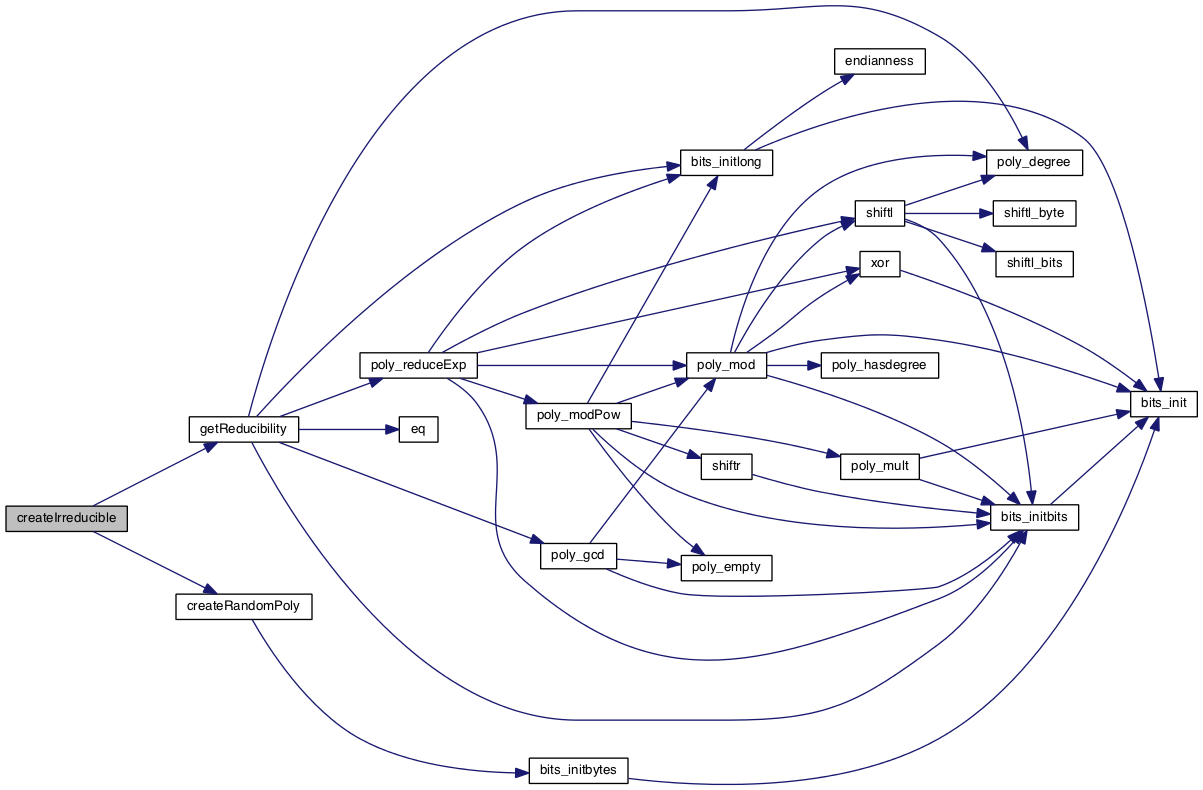 endianness
bits_initlong
poly_degree
shiftl
shiftl_byte
xor
shiftl_bits
poly_reduceExp
poly_mod
poly_hasdegree
bits_init
getReducibility
eq
poly_modPow
shiftr
poly_mult
createIrreducible
bits_initbits
poly_gcd
poly_empty
createRandomPoly
bits_initbytes